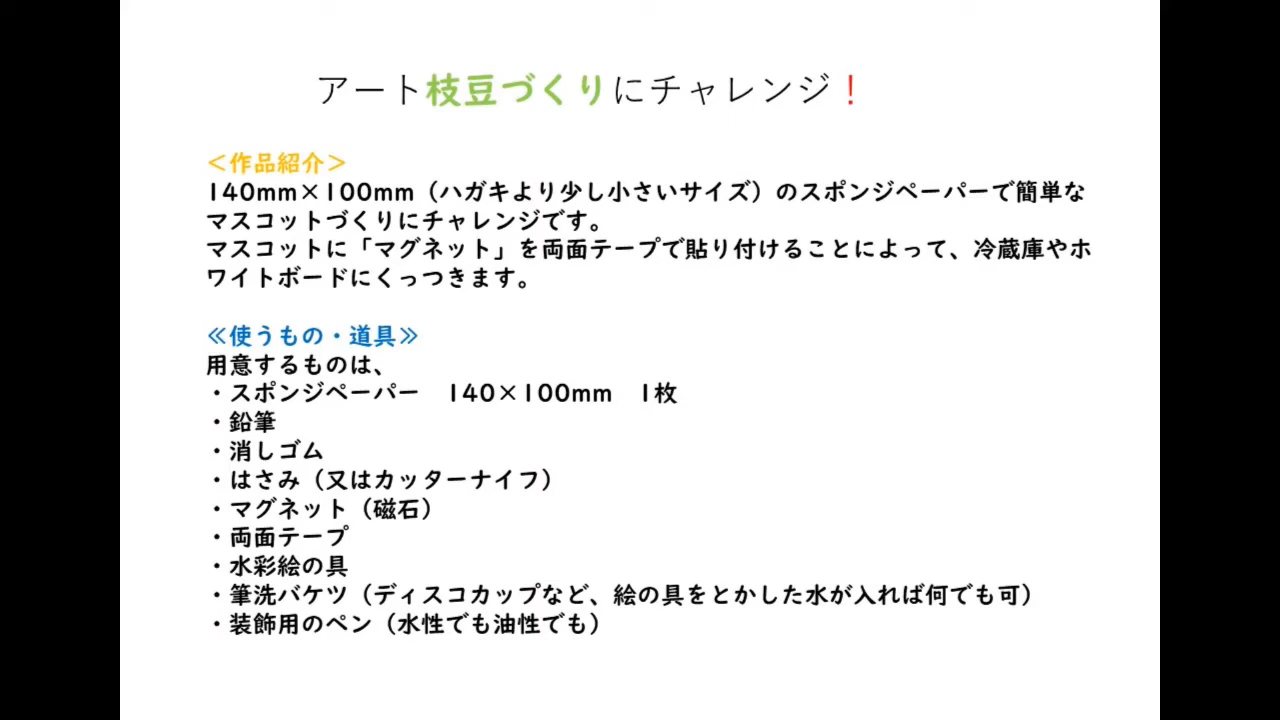 アート枝豆づくりにチャレンジ！
＜作品紹介＞
140mm×100mm（ハガキより少し小さいサイズ）のスポンジペーパーで簡単な
マスコットづくりにチャレンジです。
マスコットに「マグネット」を両面テープで貼り付けることによって、冷蔵庫やホ
ワイトボードにくっつきます。
≪使うもの・道具≫
用意するものは、
・スポンジペーパー　140×100mm　1枚
・鉛筆
・消しゴム
・はさみ（又はカッターナイフ）
・マグネット（磁石）
・両面テープ
・水彩絵の具
・筆洗バケツ（ディスコカップなど、絵の具をとかした水が入れば何でも可）
・装飾用のペン（水性でも油性でも）